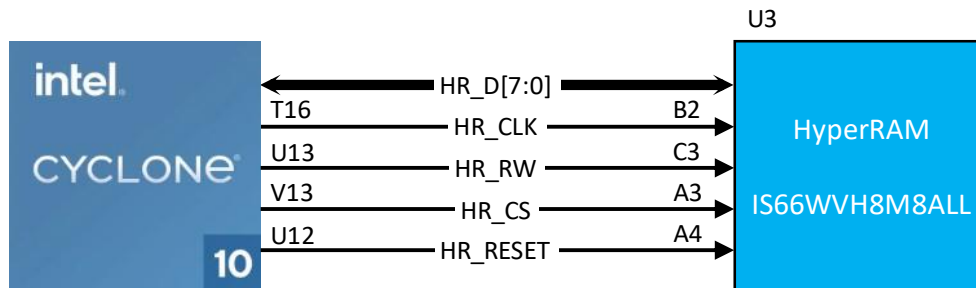 U3
intel.
CYCLONE®
10
HR_D[7:0]
T16 HR_CLK B2
U13 HR_RW C3
V13 HR_CS A3
U12 HR_RESET A4
HyperRAM
IS66WVH8M8ALL